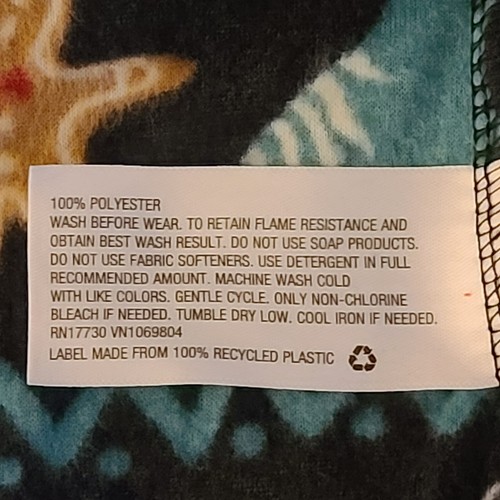 100% POLYESTER
WASH BEFORE WEAR. TO RETAIN FLAME RESISTANCE AND
OBTAIN BEST WASH RESULT. DO NOT USE SOAP PRODUCTS.
DO NOT USE FABRIC SOFTENERS. USE DETERGENT IN FULL
RECOMMENDED AMOUNT. MACHINE WASH COLD
WITH LIKE COLORS. GENTLE CYCLE. ONLY NON-CHLORINE
BLEACH IF NEEDED. TUMBLE DRY LOW. COOL IRON IF NEEDED.
RN17730 VN1069804
LABEL MADE FROM 100% RECYCLED PLASTIC